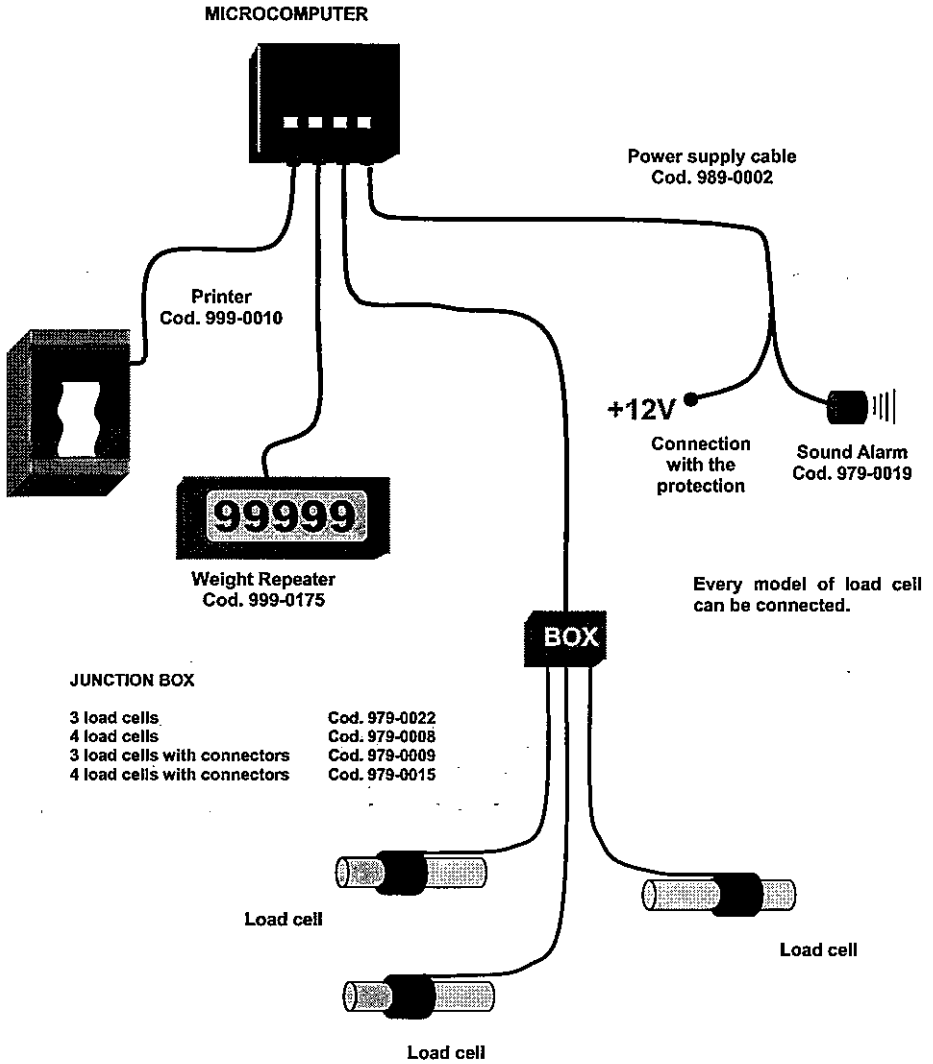 MICROCOMPUTER
Power supply cable
Cod. 989-0002
Printer
Cod. 999-0010
+12V
Connection
with the
protection
Sound Alarm
Cod. 979-0019
99999
Weight Repeater
Cod. 999-0175
Every model of load cell
can be connected.
BOX
JUNCTION BOX
3 load cells Cod. 979-0022
4 load cells Cod. 979-0008
3 load cells with connectors Cod. 979-0009
4 load cells with connectors Cod. 979-0015
Load cell
Load cell
Load cell